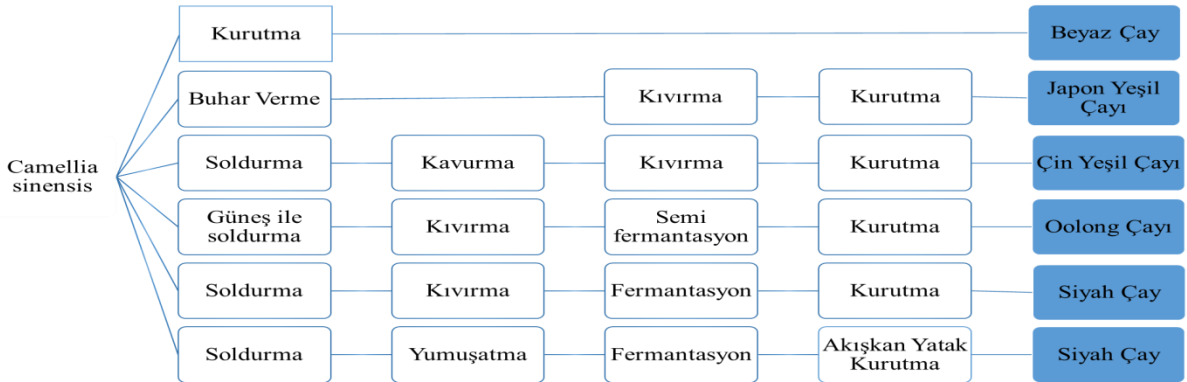 Camellia
sinensis
Kurutma
Beyaz Çay
Buhar Verme
Kıvırma
Kurutma
Japon Yeşil
Çayı
Soldurma
Kavurma
Kıvırma
Kurutma
Çin Yeşil Çayı
Güneş ile
soldurma
Kıvırma
Semi
fermantasyon
Kurutma
Oolong Çayı
Soldurma
Kıvırma
Fermantasyon
Kurutma
Siyah Çay
Soldurma
Yumuşatma
Fermantasyon
Akışkan Yatak
Kurutma
Siyah Çay